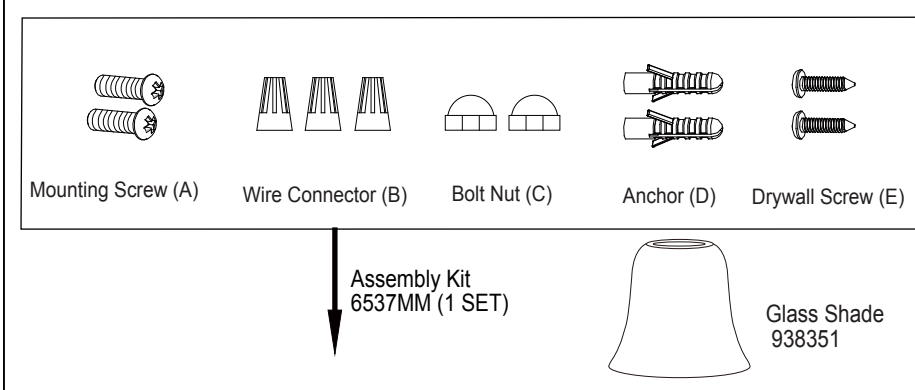 Mounting Screw (A)
Wire Connector (B)
Bolt Nut (C)
Anchor (D)
Drywall Screw (E)
Assembly Kit
6537MM (1 SET)
Glass Shade
938351